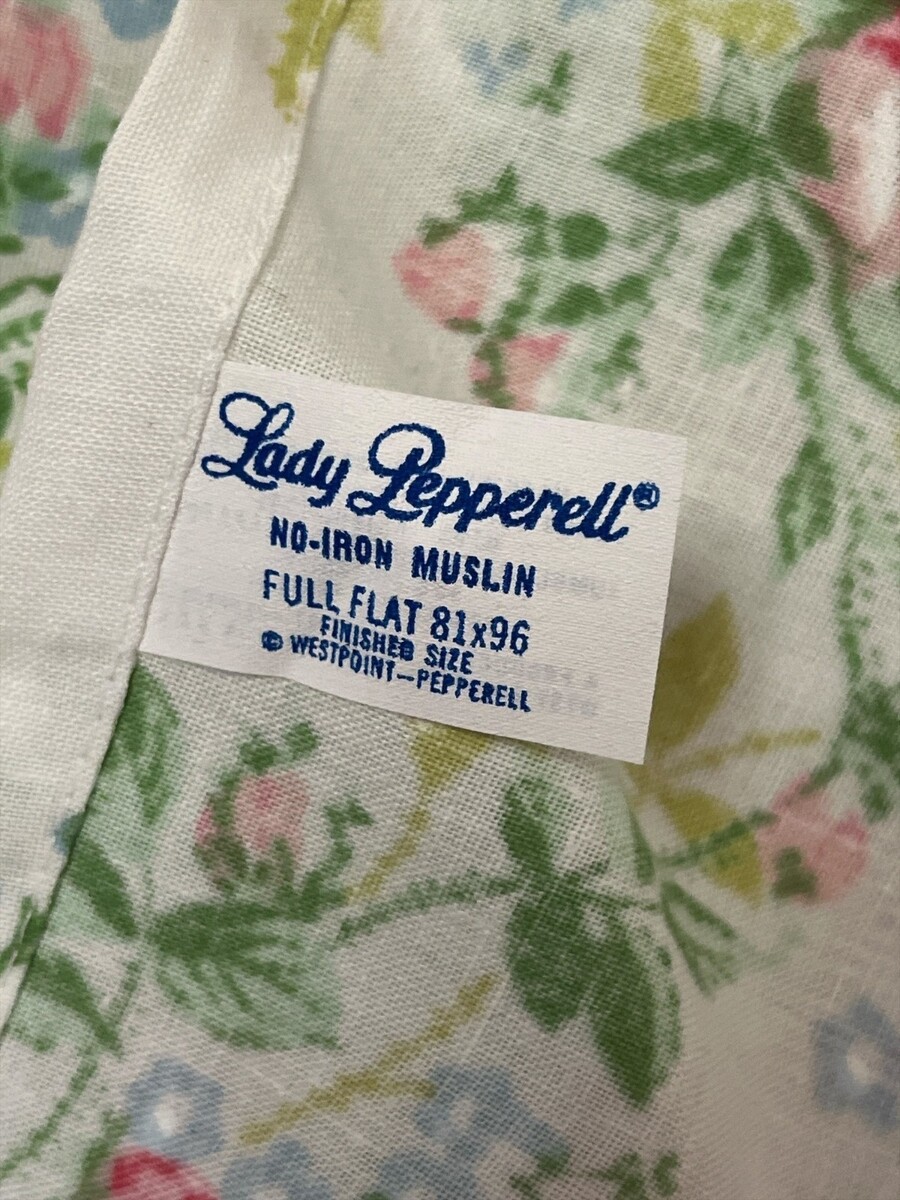 Lady Pepperell®
NO-IRON MUSLIN
FULL FLAT 81x96
FINISHED SIZE
© WESTPOINT-PEPPERELL